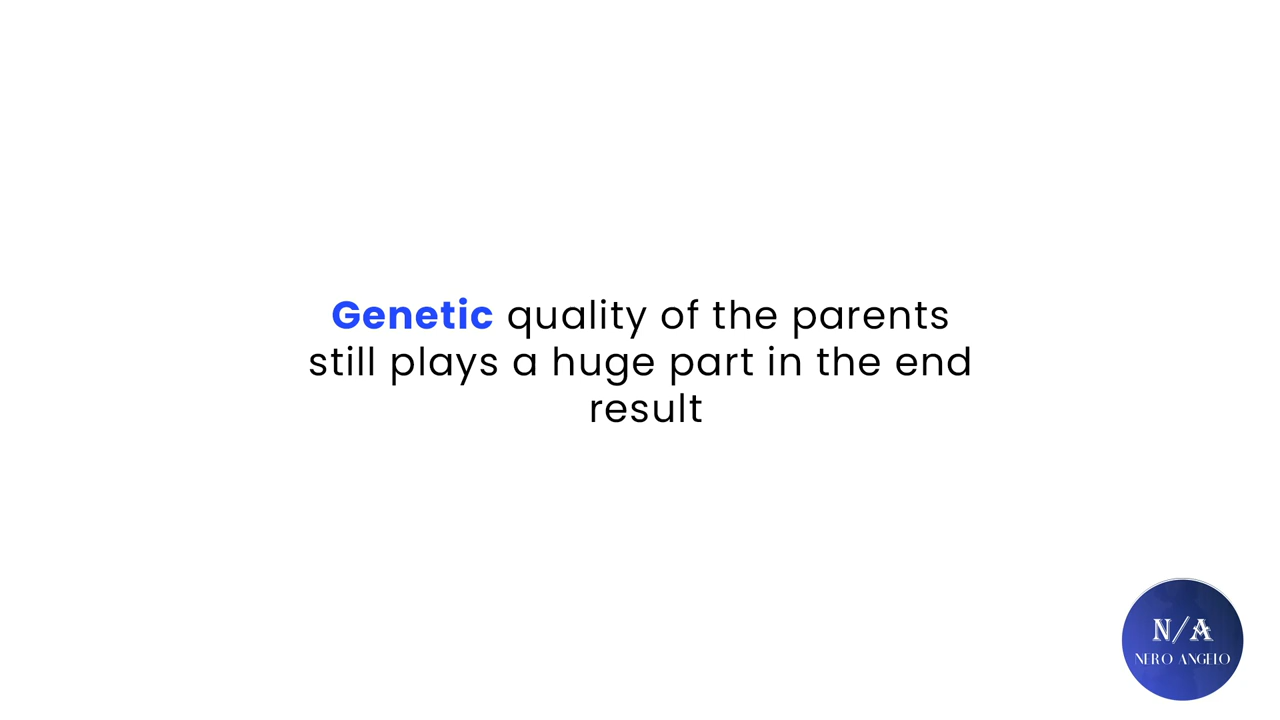 Genetic quality of the parents
still plays a huge part in the end
result
N/A
NERO ANGELO